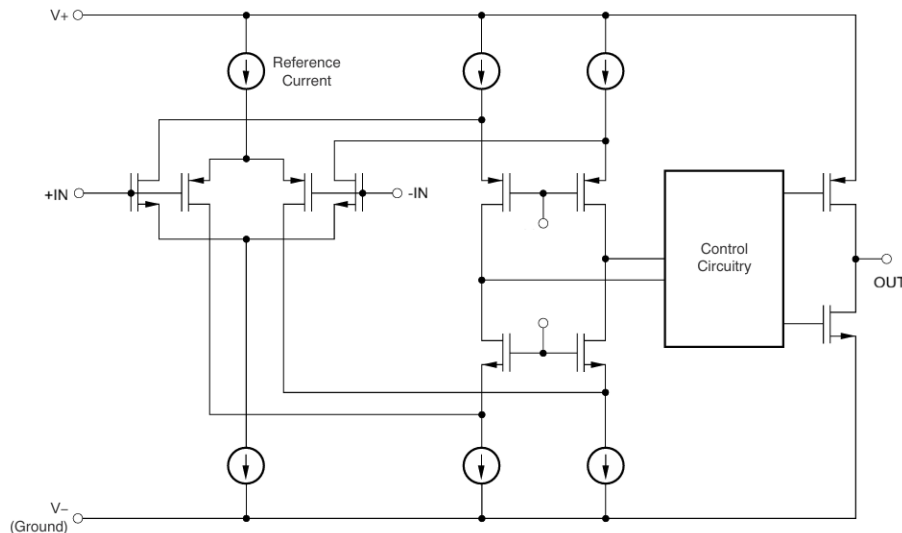 V+
Reference
Current
+IN
-IN
Control
Circuitry
OUT
V–
(Ground)